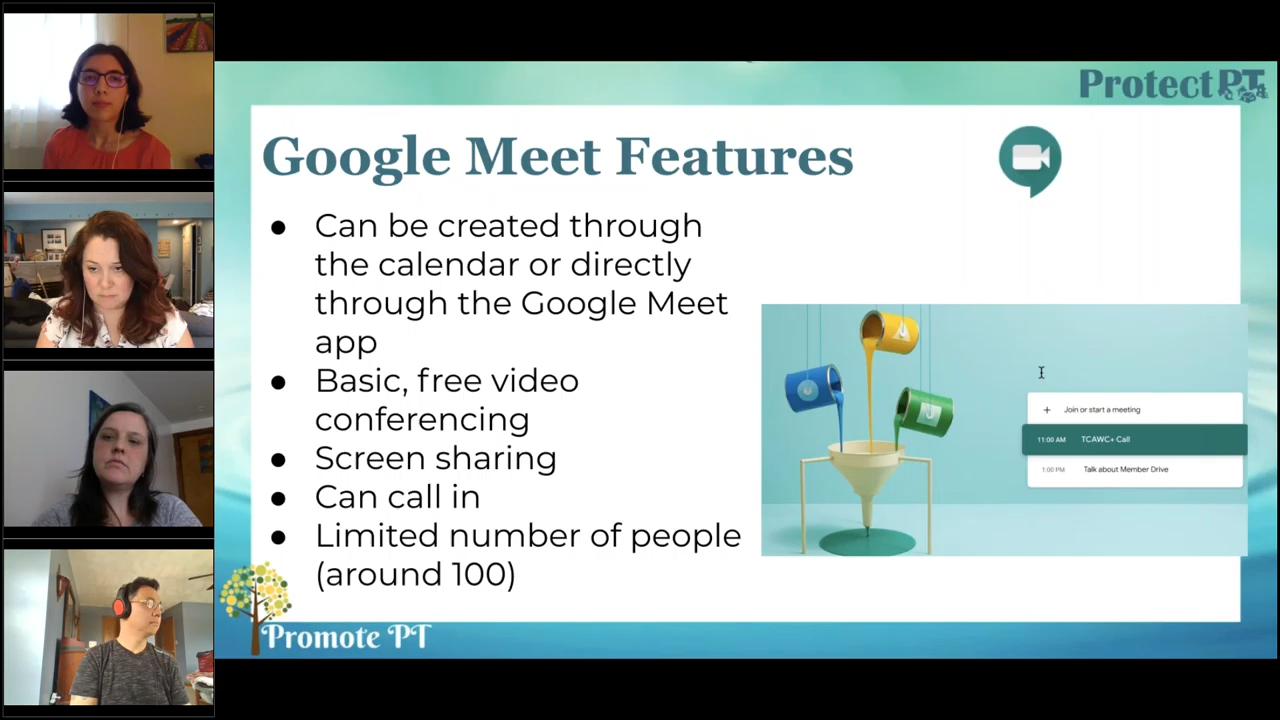 Protect PT
Google Meet Features
● Can be created through
the calendar or directly
through the Google Meet
app
● Basic, free video
conferencing
● Screen sharing
● Can call in
● Limited number of people
(around 100)
+ Join or start a meeting
11:00 AM TCAWC+ Call
1:00 PM Talk about Member Drive
Promote PT